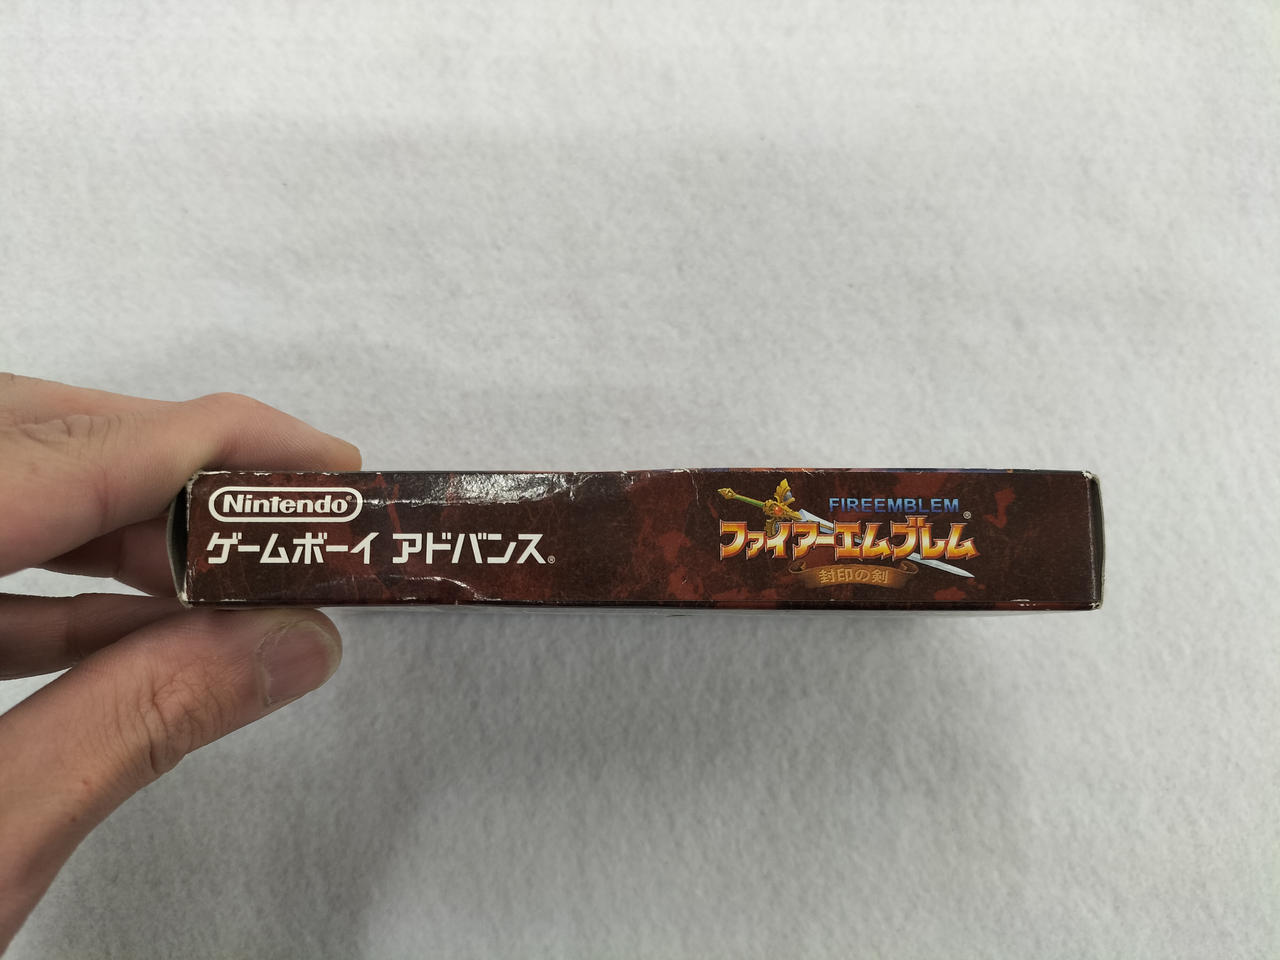 Nintendo®
ゲームボーイ アドバンス®
FIREEMBLEM
ファイアーエムブレム®
封印の剣